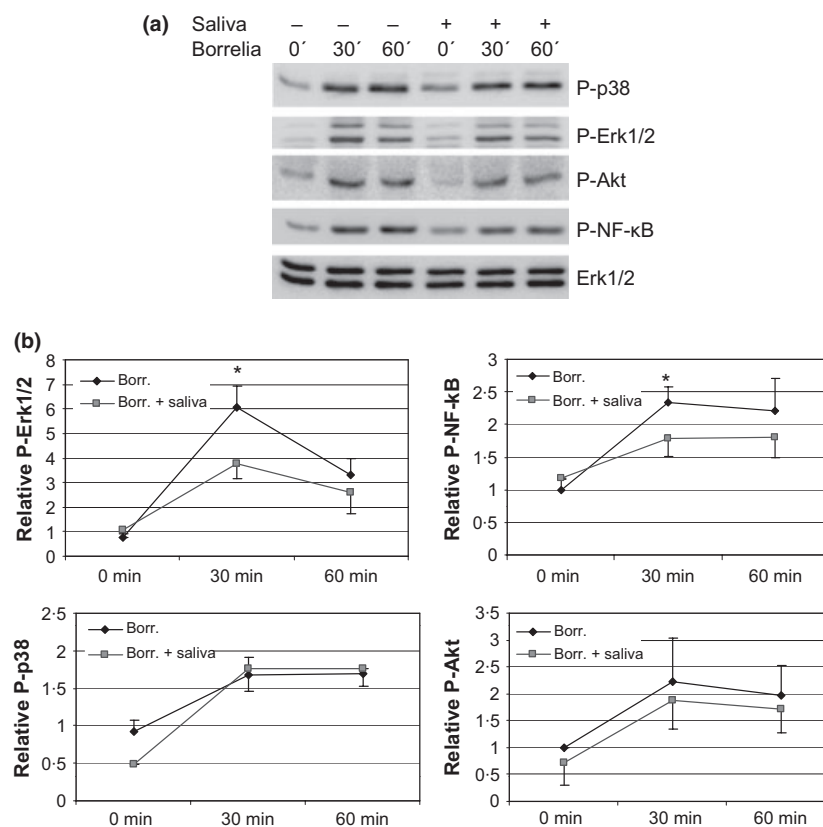 (a) Saliva – – – + + +
Borrelia 0´ 30´ 60´ 0´ 30´ 60´
P-p38
P-Erk1/2
P-Akt
P-NF-κB
Erk1/2
(b)
Relative P-Erk1/2
8
7
6
5
4
3
2
1
0
Borr.
Borr. + saliva
*
0 min 30 min 60 min
Relative P-NF-kB
3
2·5
2
1·5
1
0·5
0
Borr.
Borr. + saliva
*
0 min 30 min 60 min
Relative P-p38
2·5
2
1·5
1
0·5
0
Borr.
Borr. + saliva
0 min 30 min 60 min
Relative P-Akt
3·5
3
2·5
2
1·5
1
0·5
0
Borr.
Borr. + saliva
0 min 30 min 60 min